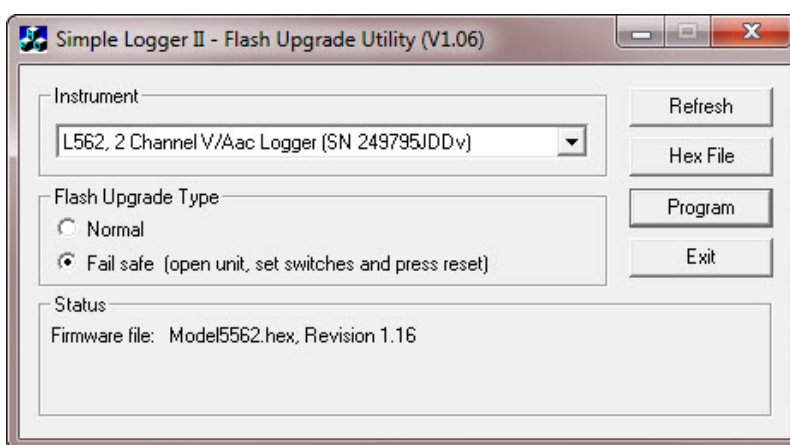 Simple Logger II - Flash Upgrade Utility (V1.06)
Instrument
L562, 2 Channel V/Aac Logger (SN 249795JDDv)
Refresh
Hex File
Flash Upgrade Type
Normal
Fail safe (open unit, set switches and press reset)
Program
Exit
Status
Firmware file: Model5562.hex, Revision 1.16